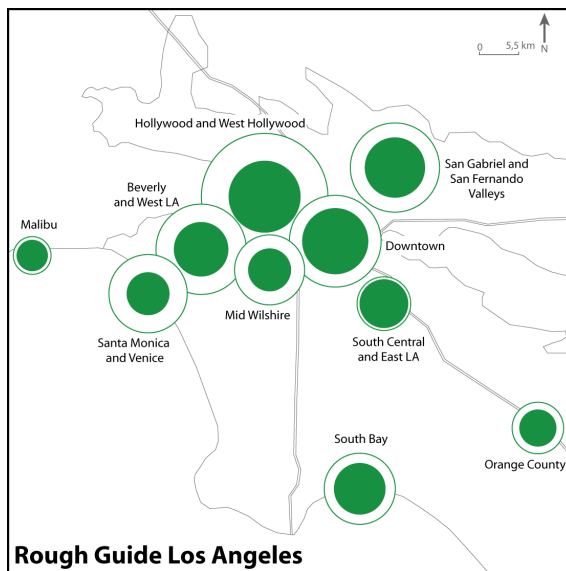 0 5,5 km N
Hollywood and West Hollywood
San Gabriel and
San Fernando
Valleys
Beverly
and West LA
Malibu
Downtown
Mid Wilshire
Santa Monica
and Venice
South Central
and East LA
South Bay
Orange County
Rough Guide Los Angeles